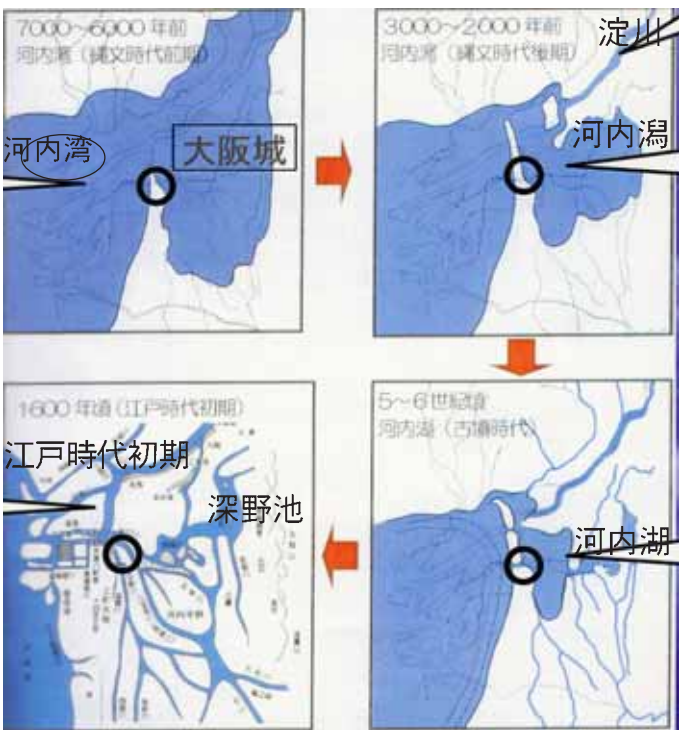 7000〜6000年前
河内湾（縄文時代前期）
河内湾
大阪城
3000〜2000年前
河内潟（縄文時代後期）
淀川
河内潟
5〜6世紀頃
河内湖（古墳時代）
河内湖
1600年頃（江戸時代初期）
江戸時代初期
深野池